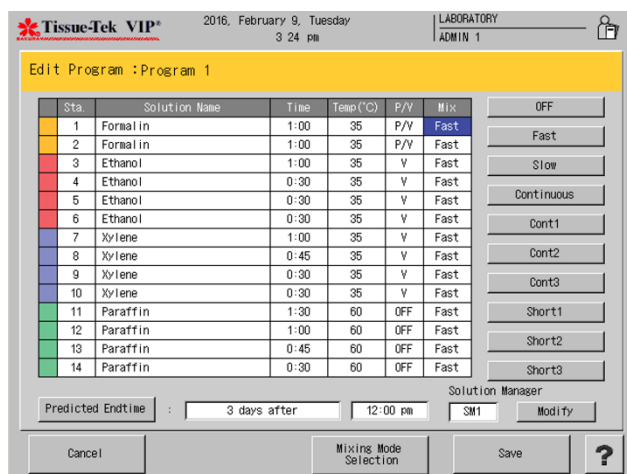 Tissue-Tek VIP®
2016, February 9, Tuesday
3 24 pm
LABORATORY
ADMIN 1
Edit Program :Program 1
Sta. Solution Name Time Temp(°C) P/V Mix
1 Formalin 1:00 35 P/V Fast
2 Formalin 1:00 35 P/V Fast
3 Ethanol 1:00 35 V Fast
4 Ethanol 0:30 35 V Fast
5 Ethanol 0:30 35 V Fast
6 Ethanol 0:30 35 V Fast
7 Xylene 1:00 35 V Fast
8 Xylene 0:45 35 V Fast
9 Xylene 0:30 35 V Fast
10 Xylene 0:30 35 V Fast
11 Paraffin 1:30 60 OFF Fast
12 Paraffin 1:00 60 OFF Fast
13 Paraffin 0:45 60 OFF Fast
14 Paraffin 0:30 60 OFF Fast
OFF
Fast
Slow
Continuous
Cont1
Cont2
Cont3
Short1
Short2
Short3
Solution Manager
Predicted Endtime : 3 days after 12:00 pm SM1 Modify
Cancel
Mixing Mode
Selection
Save
?